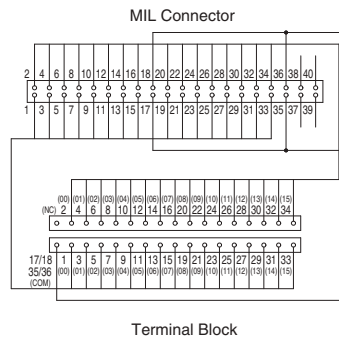 MIL Connector
2 4 6 8 10 12 14 16 18 20 22 24 26 28 30 32 34 36 38 40
1 3 5 7 9 11 13 15 17 19 21 23 25 27 29 31 33 35 37 39
(00) (01) (02) (03) (04) (05) (06) (07) (08) (09) (10) (11) (12) (13) (14) (15)
(NC) 2 4 6 8 10 12 14 16 20 22 24 26 28 30 32 34
17/18 1 3 5 7 9 11 13 15 19 21 23 25 27 29 31 33
35/36 (00) (01) (02) (03) (04) (05) (06) (07) (08) (09) (10) (11) (12) (13) (14) (15)
(COM)
Terminal Block